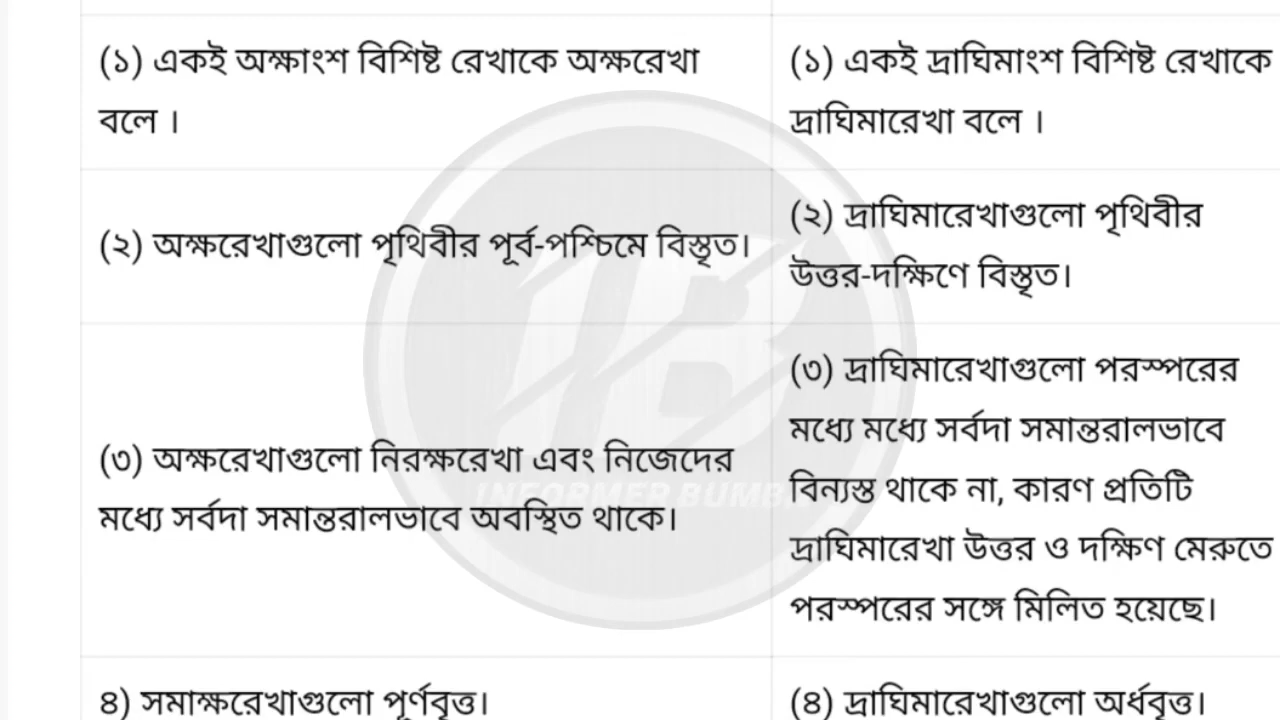 (১) একই অক্ষাংশ বিশিষ্ট রেখাকে অক্ষরেখা
বলে ।
(১) একই দ্রাঘিমাংশ বিশিষ্ট রেখাকে
দ্রাঘিমারেখা বলে ।
(২) অক্ষরেখাগুলো পৃথিবীর পূর্ব-পশ্চিমে বিস্তৃত।
(২) দ্রাঘিমারেখাগুলো পৃথিবীর
উত্তর-দক্ষিণে বিস্তৃত।
(৩) অক্ষরেখাগুলো নিরক্ষরেখা এবং নিজেদের
মধ্যে সর্বদা সমান্তরালভাবে অবস্থিত থাকে।
(৩) দ্রাঘিমারেখাগুলো পরস্পরের
মধ্যে মধ্যে সর্বদা সমান্তরালভাবে
বিন্যস্ত থাকে না, কারণ প্রতিটি
দ্রাঘিমারেখা উত্তর ও দক্ষিণ মেরুতে
পরস্পরের সঙ্গে মিলিত হয়েছে।
৪) সমাক্ষরেখাগুলো পূর্ণবৃত্ত।
(৪) দ্রাঘিমারেখাগুলো অর্ধবৃত্ত।
INFORMER BUMBA